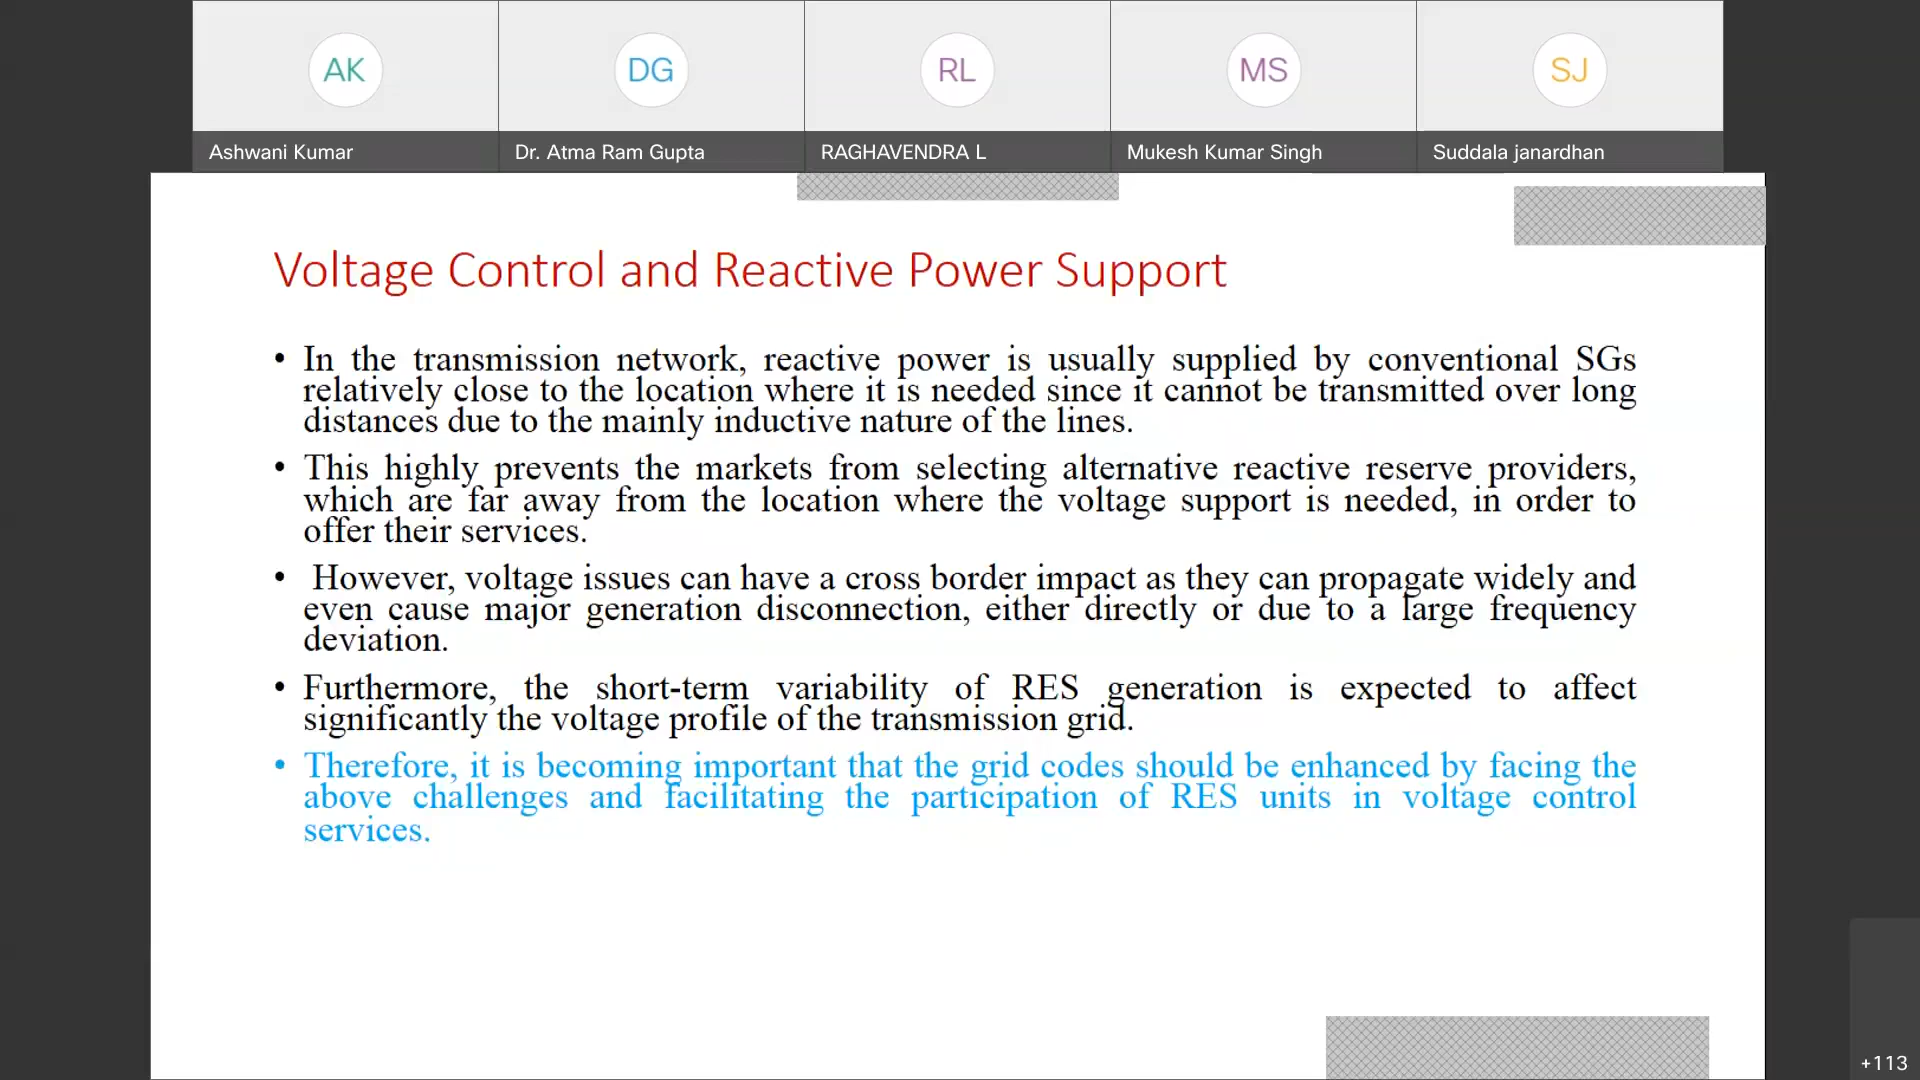 AK
DG
RL
MS
SJ
Ashwani Kumar
Dr. Atma Ram Gupta
RAGHAVENDRA L
Mukesh Kumar Singh
Suddala janardhan
Voltage Control and Reactive Power Support
• In the transmission network, reactive power is usually supplied by conventional SGs
relatively close to the location where it is needed since it cannot be transmitted over long
distances due to the mainly inductive nature of the lines.
• This highly prevents the markets from selecting alternative reactive reserve providers,
which are far away from the location where the voltage support is needed, in order to
offer their services.
• However, voltage issues can have a cross border impact as they can propagate widely and
even cause major generation disconnection, either directly or due to a large frequency
deviation.
• Furthermore, the short-term variability of RES generation is expected to affect
significantly the voltage profile of the transmission grid.
• Therefore, it is becoming important that the grid codes should be enhanced by facing the
above challenges and facilitating the participation of RES units in voltage control
services.
+113